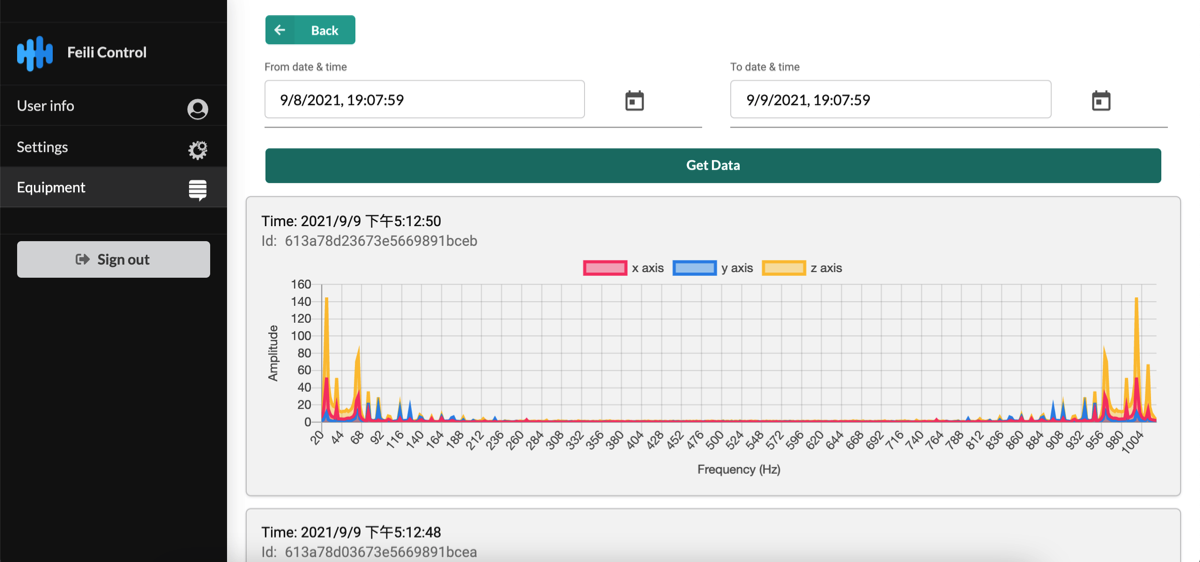 Back
Feili Control
From date & time
To date & time
9/8/2021, 19:07:59
9/9/2021, 19:07:59
User info
Settings
Get Data
Equipment
Time: 2021/9/9 下午5:12:50
Id: 613a78d23673e5669891bceb
Sign out
x axis y axis z axis
160
140
120
100
80
60
40
20
0
Amplitude
20 44 68 92 116 140 164 188 212 236 260 284 308 332 356 380 404 428 452 476 500 524 548 572 596 620 644 668 692 716 740 764 788 812 836 860 884 908 932 956 980 1004
Frequency (Hz)
Time: 2021/9/9 下午5:12:48
Id: 613a78d03673e5669891bcea